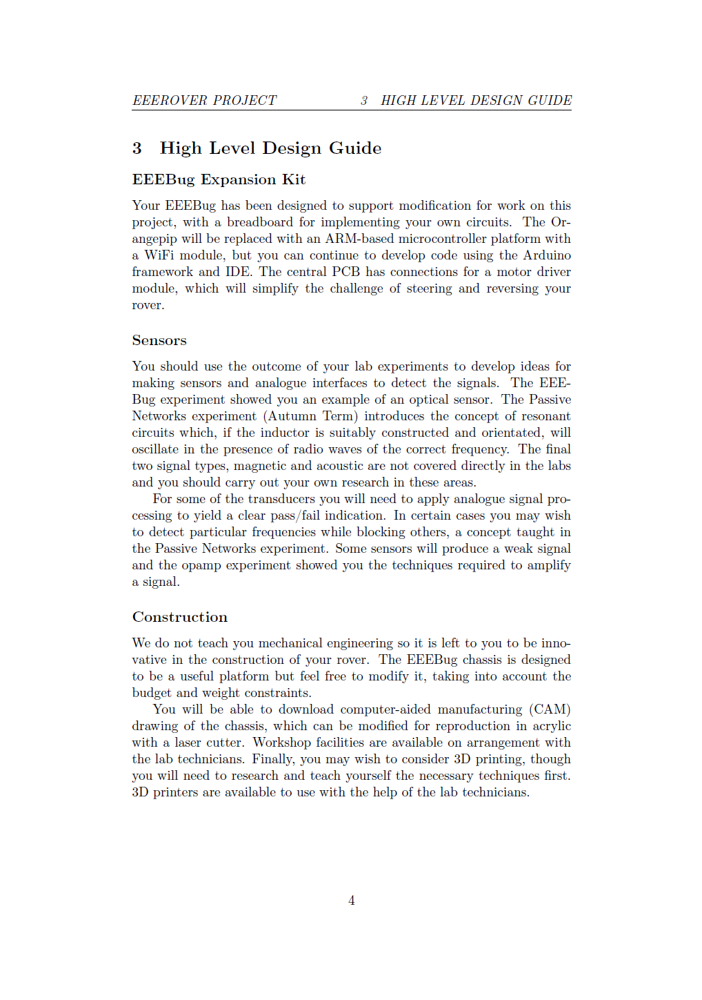 EEEROVER PROJECT 3 HIGH LEVEL DESIGN GUIDE
3 High Level Design Guide
EEEBug Expansion Kit
Your EEEBug has been designed to support modification for work on this
project, with a breadboard for implementing your own circuits. The Or-
angepip will be replaced with an ARM-based microcontroller platform with
a WiFi module, but you can continue to develop code using the Arduino
framework and IDE. The central PCB has connections for a motor driver
module, which will simplify the challenge of steering and reversing your
rover.
Sensors
You should use the outcome of your lab experiments to develop ideas for
making sensors and analogue interfaces to detect the signals. The EEE-
Bug experiment showed you an example of an optical sensor. The Passive
Networks experiment (Autumn Term) introduces the concept of resonant
circuits which, if the inductor is suitably constructed and orientated, will
oscillate in the presence of radio waves of the correct frequency. The final
two signal types, magnetic and acoustic are not covered directly in the labs
and you should carry out your own research in these areas.
For some of the transducers you will need to apply analogue signal pro-
cessing to yield a clear pass/fail indication. In certain cases you may wish
to detect particular frequencies while blocking others, a concept taught in
the Passive Networks experiment. Some sensors will produce a weak signal
and the opamp experiment showed you the techniques required to amplify
a signal.
Construction
We do not teach you mechanical engineering so it is left to you to be inno-
vative in the construction of your rover. The EEEBug chassis is designed
to be a useful platform but feel free to modify it, taking into account the
budget and weight constraints.
You will be able to download computer-aided manufacturing (CAM)
drawing of the chassis, which can be modified for reproduction in acrylic
with a laser cutter. Workshop facilities are available on arrangement with
the lab technicians. Finally, you may wish to consider 3D printing, though
you will need to research and teach yourself the necessary techniques first.
3D printers are available to use with the help of the lab technicians.
4